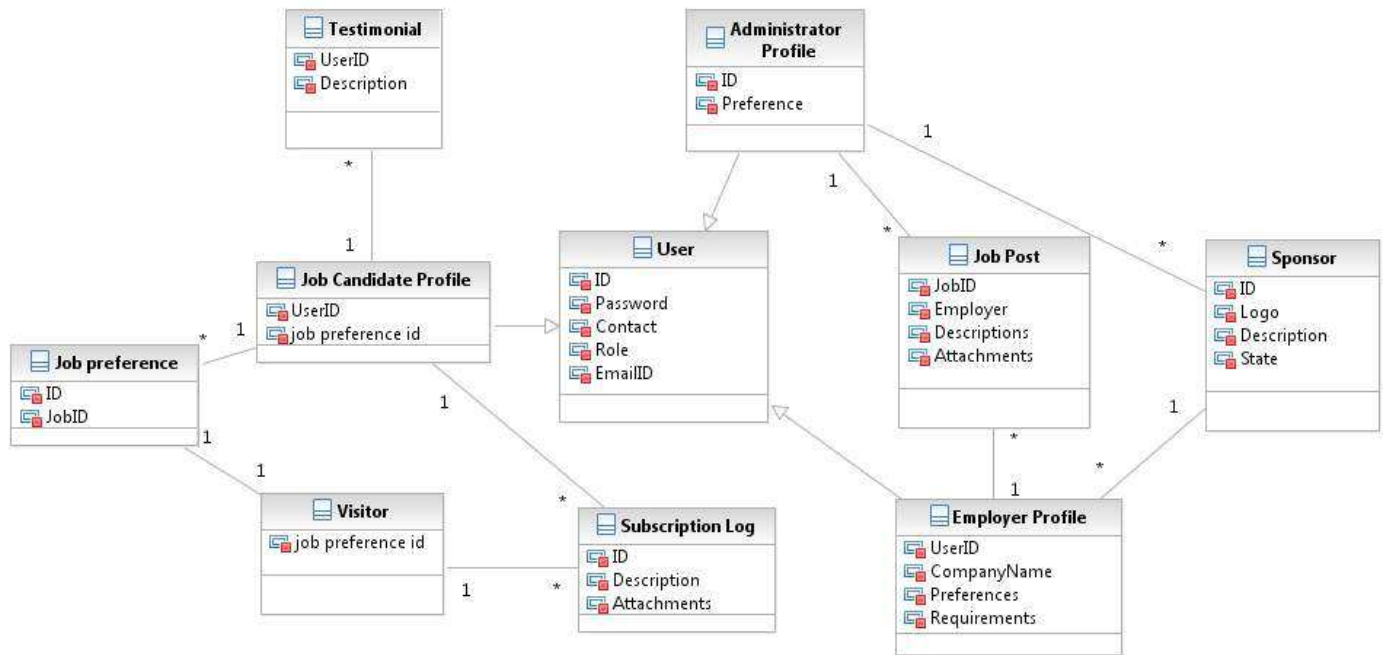 Testimonial
UserID
Description
*
1
Administrator
Profile
ID
Preference
1
1
*
*
User
ID
Password
Contact
Role
EmailID
Job Post
JobID
Employer
Descriptions
Attachments
Sponsor
ID
Logo
Description
State
Job Candidate Profile
UserID
job preference id
1
*
1
Job preference
ID
JobID
1
1
*
*
1
1
*
Visitor
job preference id
1
*
Subscription Log
ID
Description
Attachments
Employer Profile
UserID
CompanyName
Preferences
Requirements